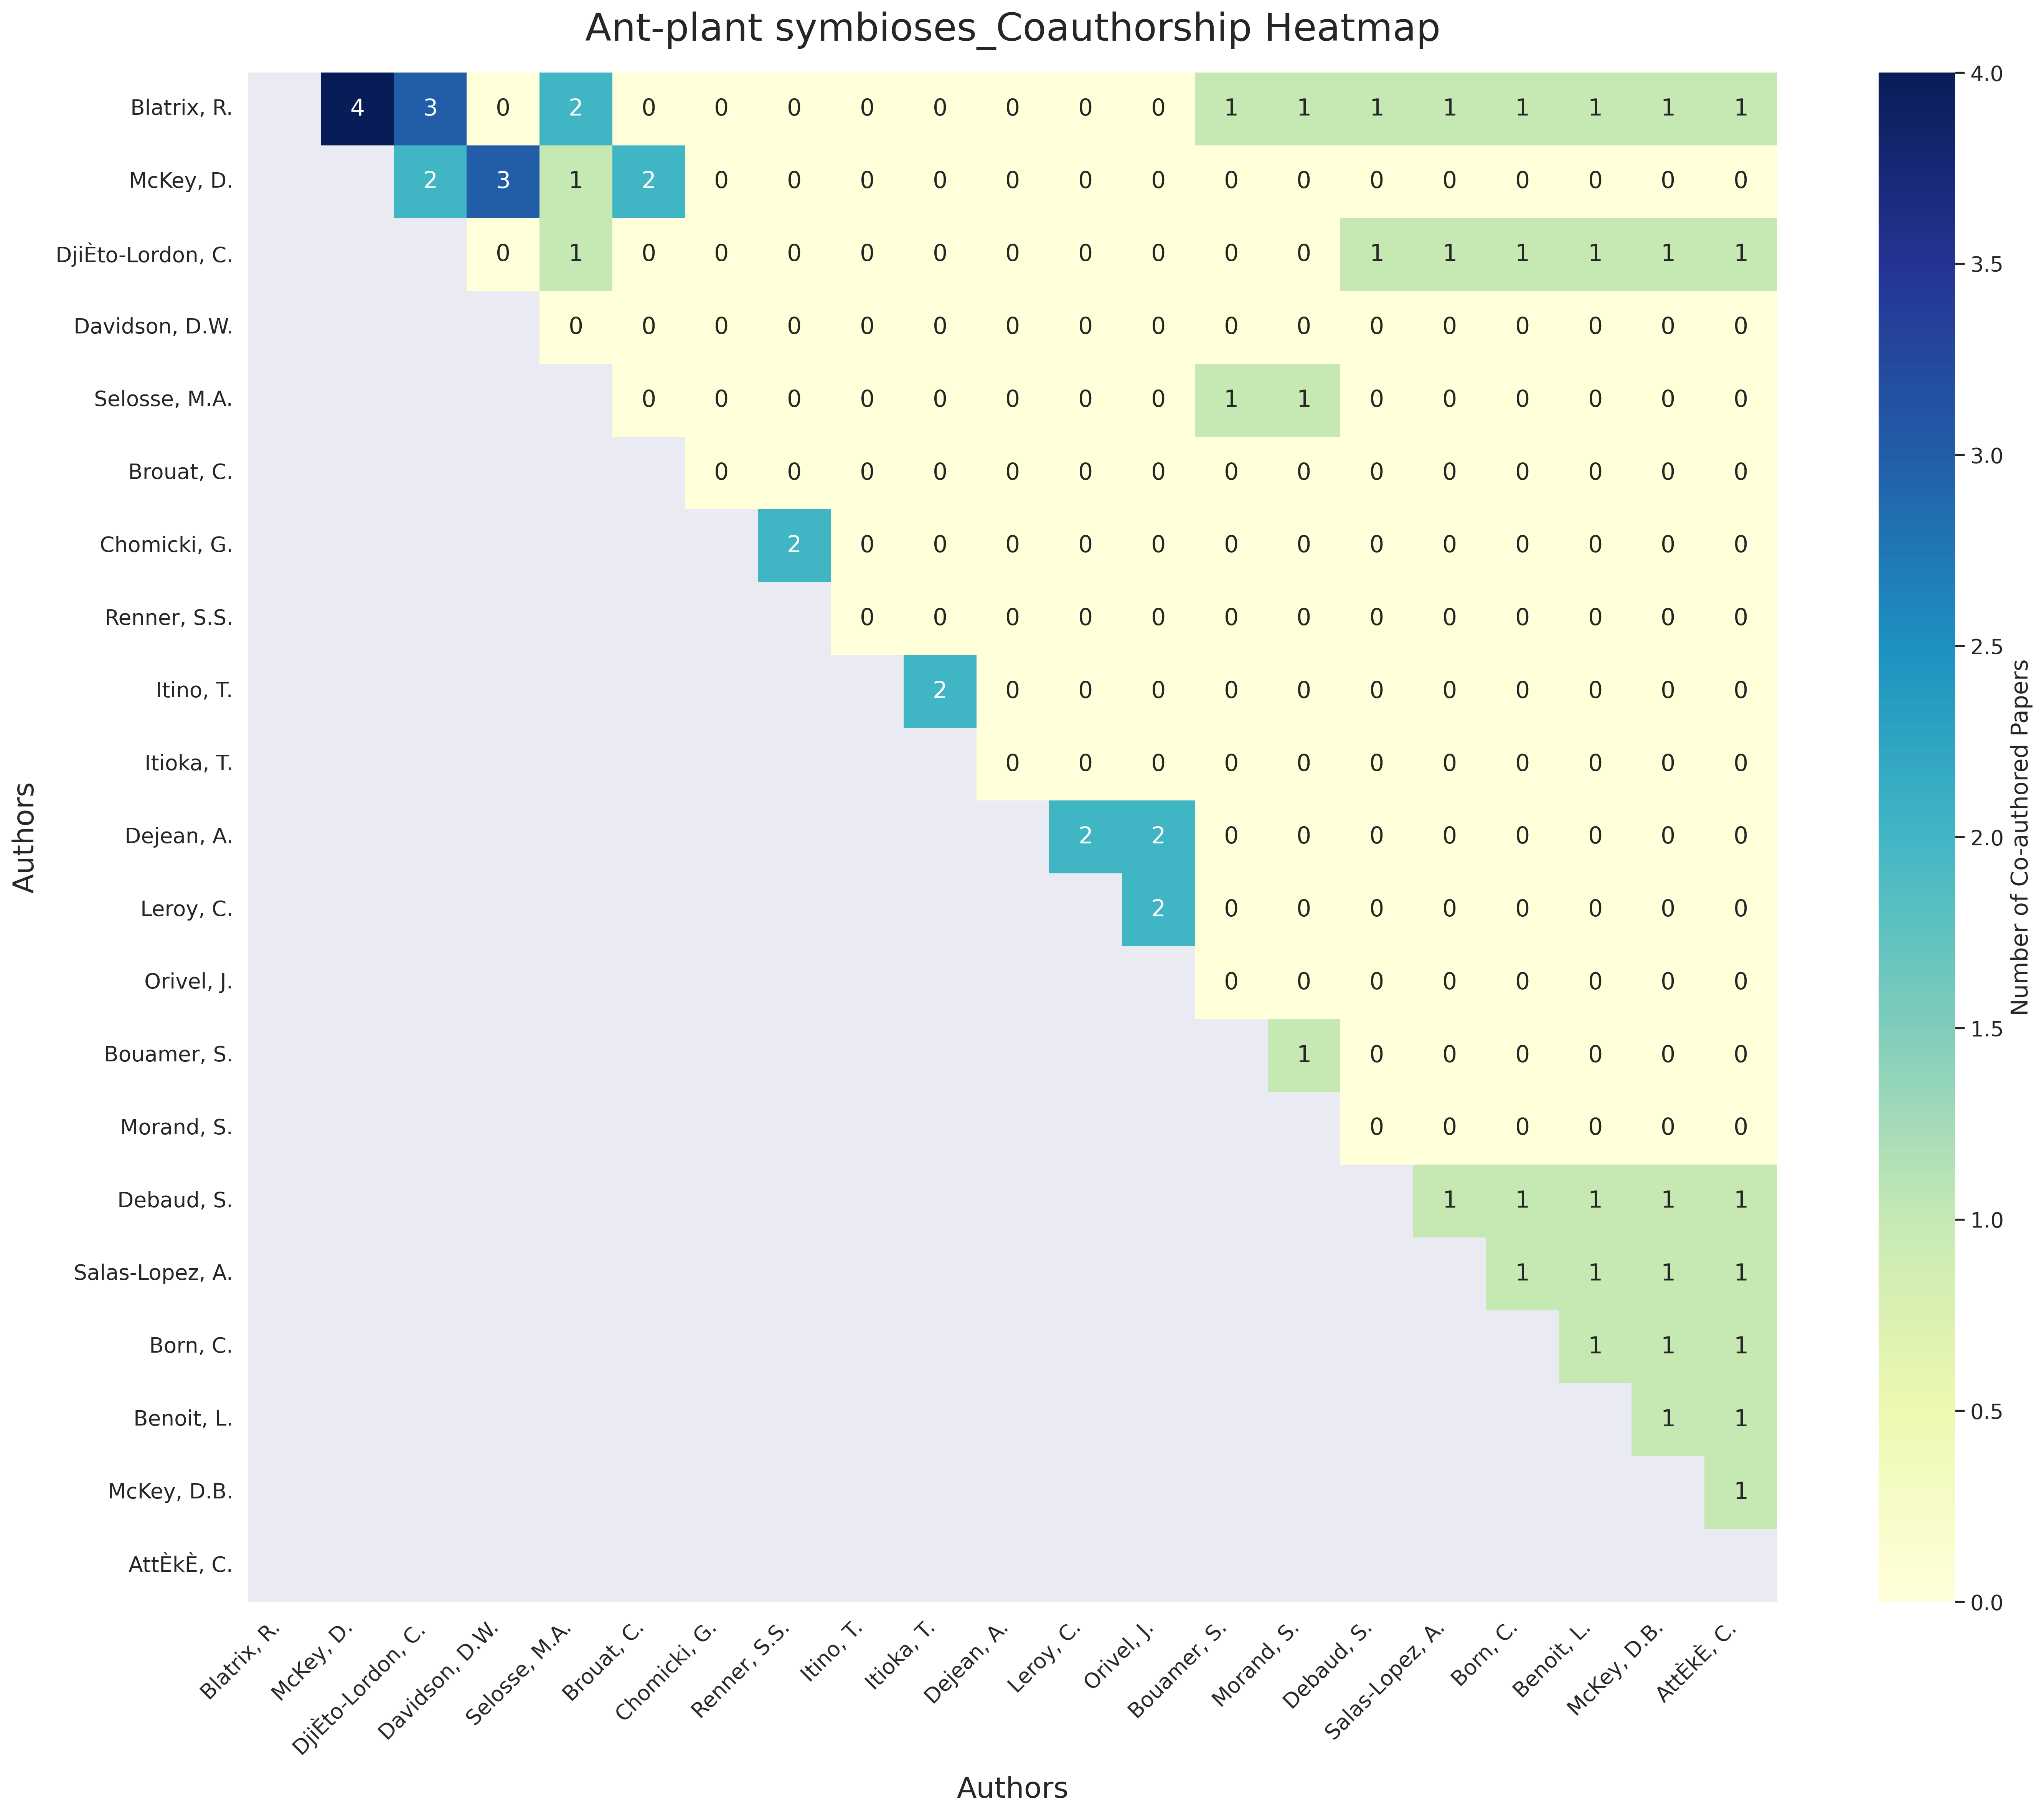 Ant-plant symbioses_Coauthorship Heatmap
Blatrix, R. 4 3 0 2 0 0 0 0 0 0 0 0 1 1 1 1 1 1 1 1
McKey, D. 2 3 1 2 0 0 0 0 0 0 0 0 0 0 0 0 0 0 0
DjiÈto-Lordon, C. 0 1 0 0 0 0 0 0 0 0 0 0 1 1 1 1 1 1
Davidson, D.W. 0 0 0 0 0 0 0 0 0 0 0 0 0 0 0 0 0
Selosse, M.A. 0 0 0 0 0 0 0 0 1 1 0 0 0 0 0 0
Brouat, C. 0 0 0 0 0 0 0 0 0 0 0 0 0 0 0
Chomicki, G. 2 0 0 0 0 0 0 0 0 0 0 0 0 0
Renner, S.S. 0 0 0 0 0 0 0 0 0 0 0 0 0
Itino, T. 2 0 0 0 0 0 0 0 0 0 0 0
Itioka, T. 0 0 0 0 0 0 0 0 0 0 0
Dejean, A. 2 2 0 0 0 0 0 0 0 0
Leroy, C. 2 0 0 0 0 0 0 0 0
Orivel, J. 0 0 0 0 0 0 0 0
Bouamer, S. 1 0 0 0 0 0 0
Morand, S. 0 0 0 0 0 0
Debaud, S. 1 1 1 1 1
Salas-Lopez, A. 1 1 1 1
Born, C. 1 1 1
Benoit, L. 1 1
McKey, D.B. 1
AttÈkÈ, C.
Authors
Blatrix, R.
McKey, D.
DjiÈto-Lordon, C.
Davidson, D.W.
Selosse, M.A.
Brouat, C.
Chomicki, G.
Renner, S.S.
Itino, T.
Itioka, T.
Dejean, A.
Leroy, C.
Orivel, J.
Bouamer, S.
Morand, S.
Debaud, S.
Salas-Lopez, A.
Born, C.
Benoit, L.
McKey, D.B.
AttÈkÈ, C.
Authors
4.0
3.5
3.0
2.5
2.0
1.5
1.0
0.5
0.0
Number of Co-authored Papers